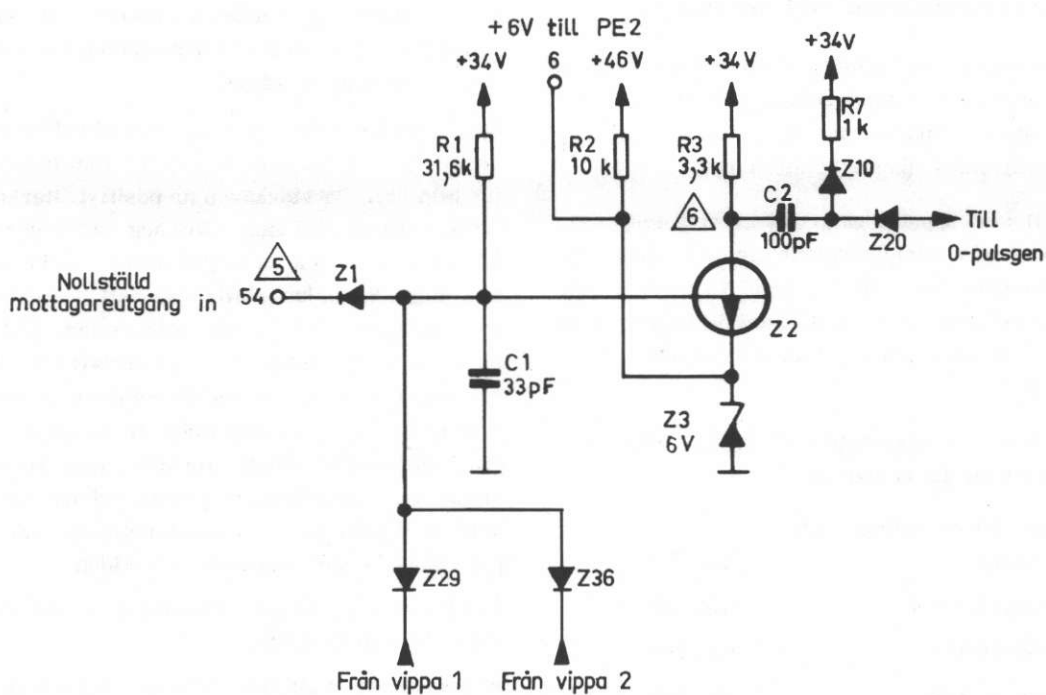 +6V till PE2
+34V
6
+46V
+34V
+34V
R1
31,6k
R2
10 k
R3
3,3k
R7
1k
Z10
6
C2
100pF
Z20
Till
0-pulsgen
5
Nollställd
mottagareutgång in
54
Z1
Z2
C1
33pF
Z3
6V
Z29
Z36
Från vippa 1
Från vippa 2